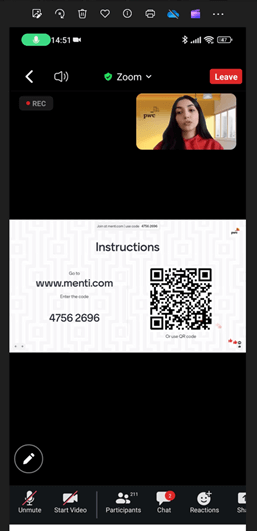 14:51
47
Zoom
Leave
REC
pwc
Join at menti.com | use code 4756 2696
pwc
Instructions
Go to
www.menti.com
Enter the code
4756 2696
Or use QR code
211
2
Unmute
Start Video
Participants
Chat
Reactions
Sh